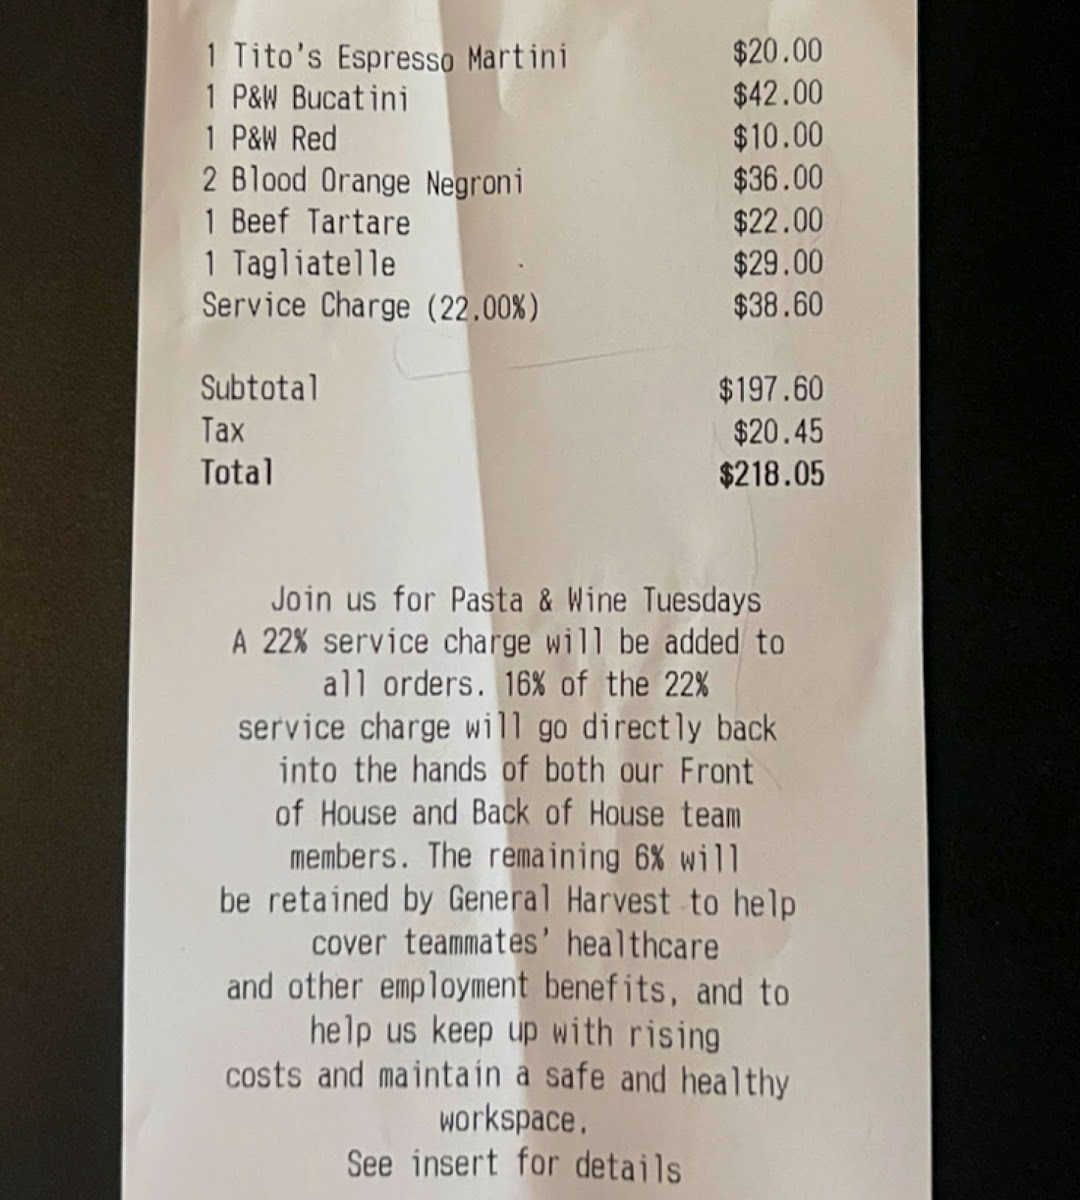 1 Tito's Espresso Martini $20.00
1 P&W Bucatini $42.00
1 P&W Red $10.00
2 Blood Orange Negroni $36.00
1 Beef Tartare $22.00
1 Tagliatelle $29.00
Service Charge (22.00%) $38.60
Subtotal $197.60
Tax $20.45
Total $218.05
Join us for Pasta & Wine Tuesdays
A 22% service charge will be added to
all orders. 16% of the 22%
service charge will go directly back
into the hands of both our Front
of House and Back of House team
members. The remaining 6% will
be retained by General Harvest to help
cover teammates' healthcare
and other employment benefits, and to
help us keep up with rising
costs and maintain a safe and healthy
workspace.
See insert for details